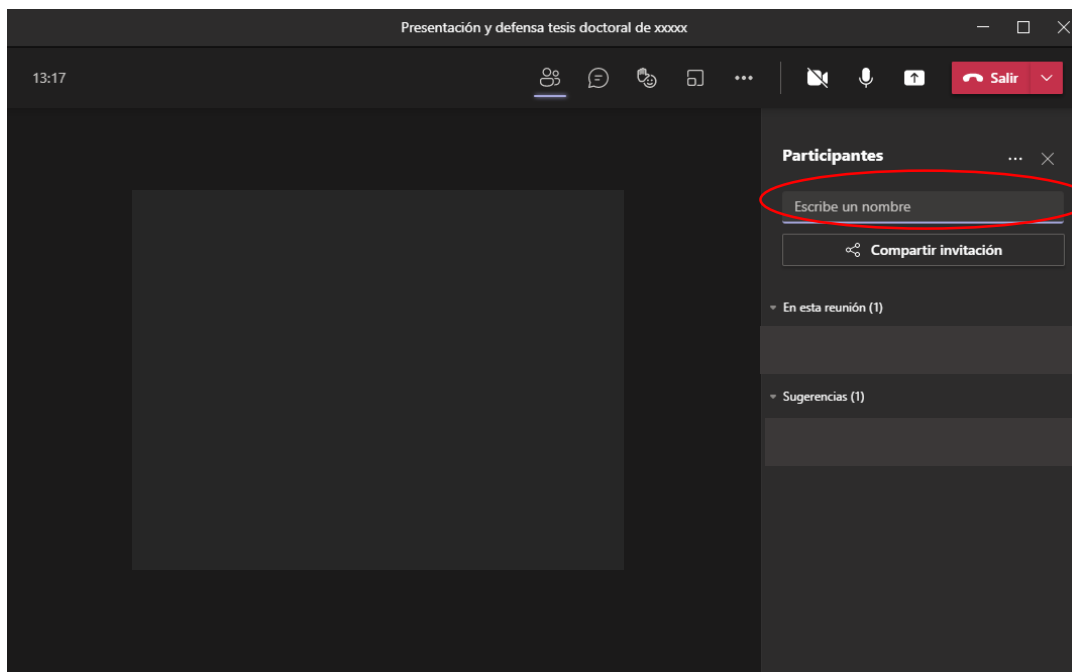 Presentación y defensa tesis doctoral de xxxxx
13:17
Salir
Participantes
Escribe un nombre
Compartir invitación
En esta reunión (1)
Sugerencias (1)